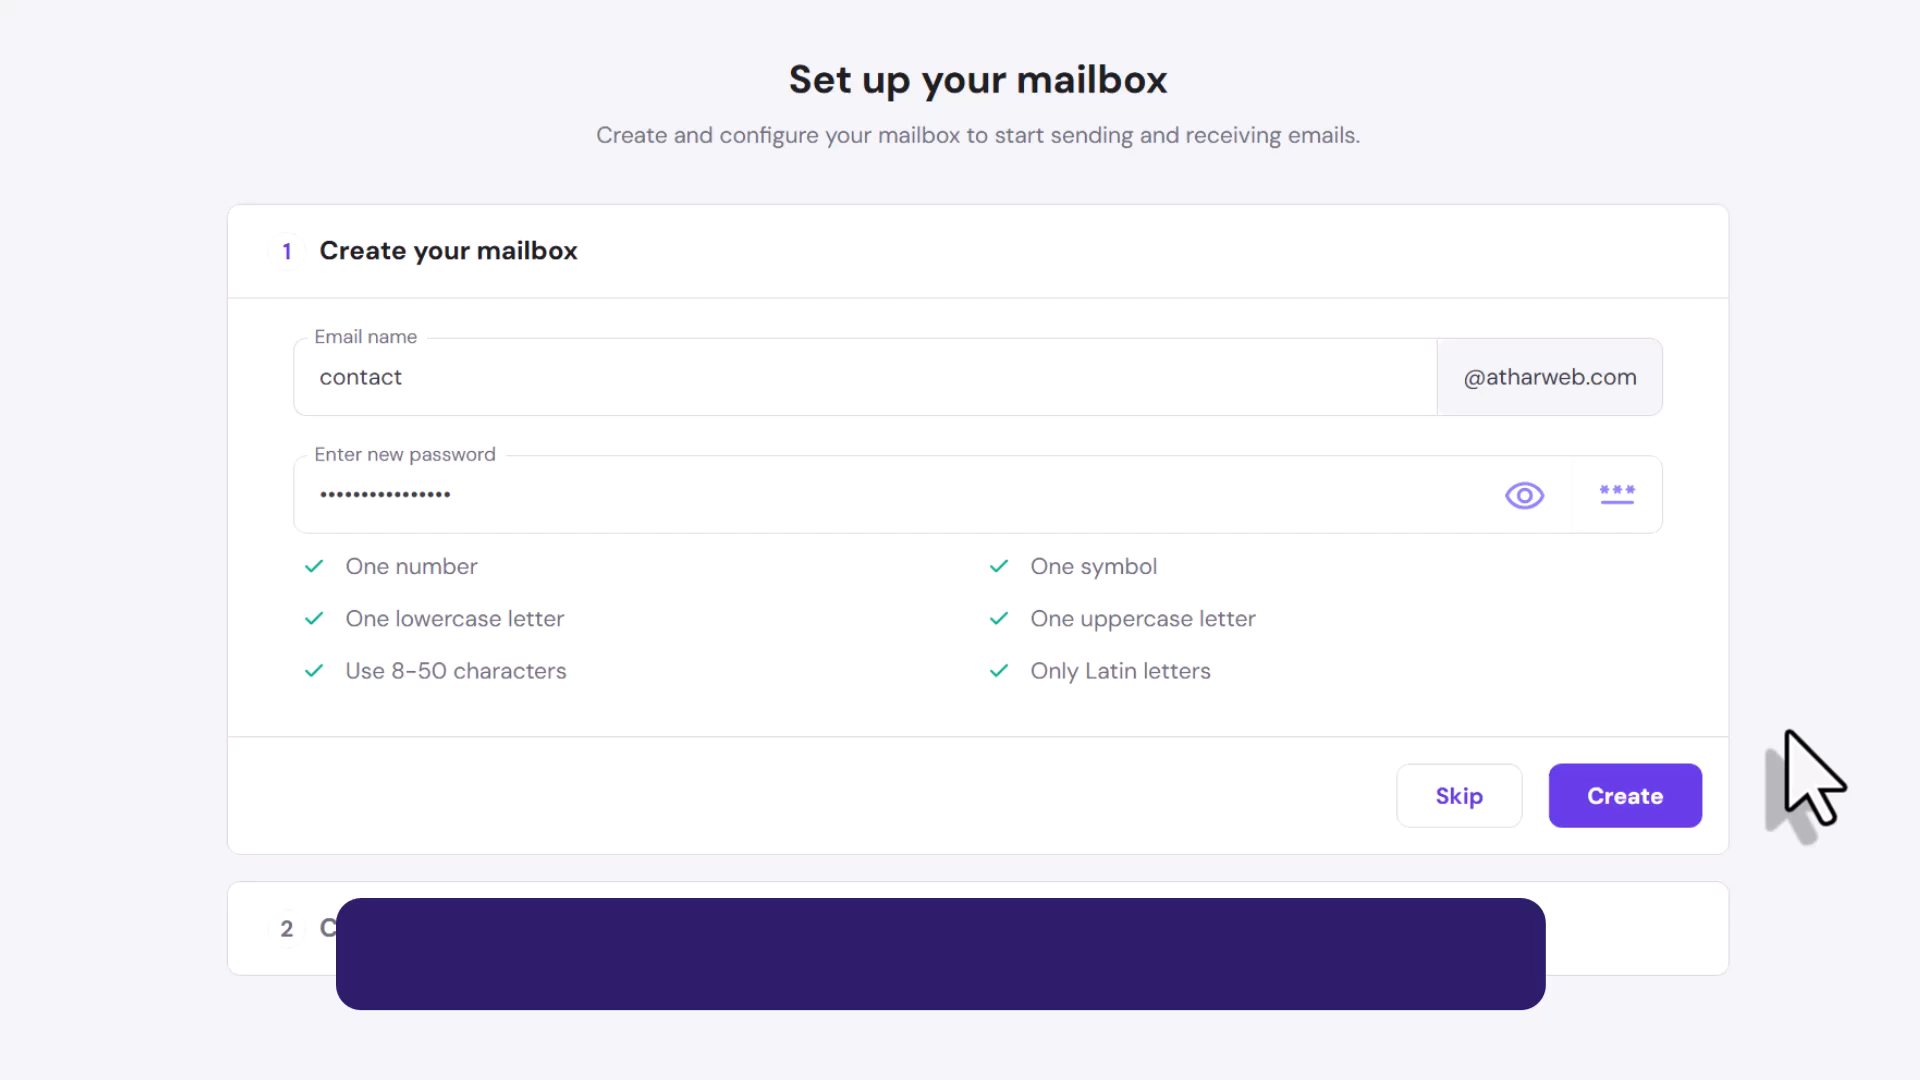 Set up your mailbox
Create and configure your mailbox to start sending and receiving emails.
1 Create your mailbox
Email name
contact @atharweb.com
Enter new password
••••••••••••••••
One number One symbol
One lowercase letter One uppercase letter
Use 8-50 characters Only Latin letters
Skip Create
2